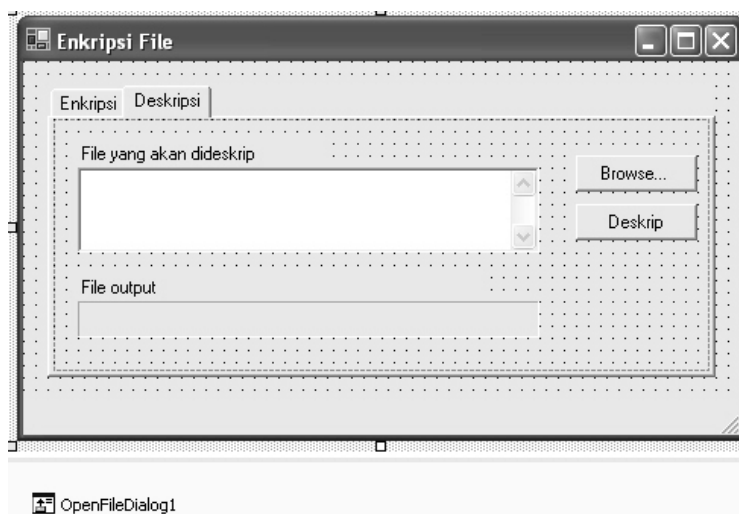 Enkripsi File
Enkripsi Deskripsi
File yang akan dideskrip
Browse...
Deskrip
File output
OpenFileDialog1